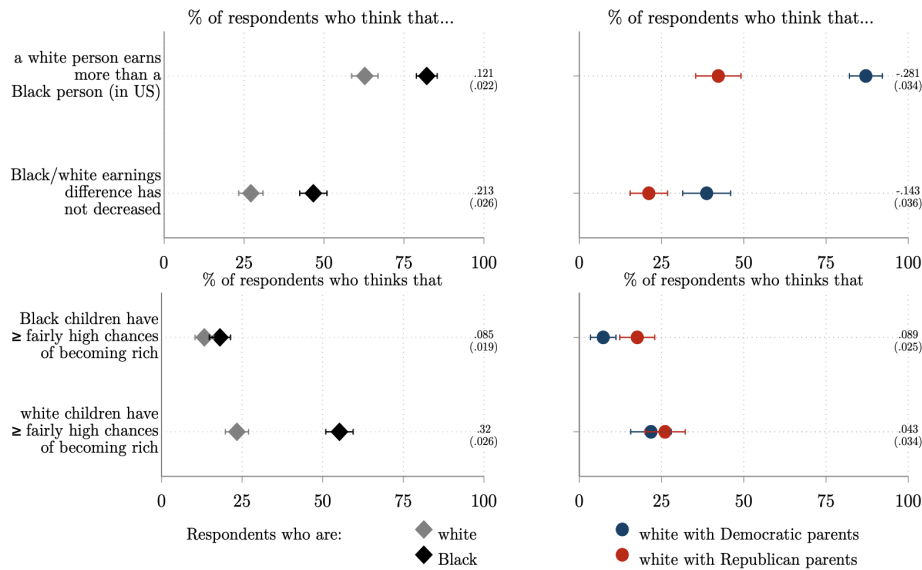 % of respondents who think that...
% of respondents who think that...
a white person earns
more than a
Black person (in US)
.121
(.022)
-.281
(.034)
Black/white earnings
difference has
not decreased
.213
(.026)
-.143
(.036)
0 25 50 75 100
0 25 50 75 100
% of respondents who thinks that
% of respondents who thinks that
Black children have
≥ fairly high chances
of becoming rich
.085
(.019)
.089
(.025)
white children have
≥ fairly high chances
of becoming rich
.32
(.026)
.043
(.034)
0 25 50 75 100
0 25 50 75 100
Respondents who are:
white
Black
white with Democratic parents
white with Republican parents